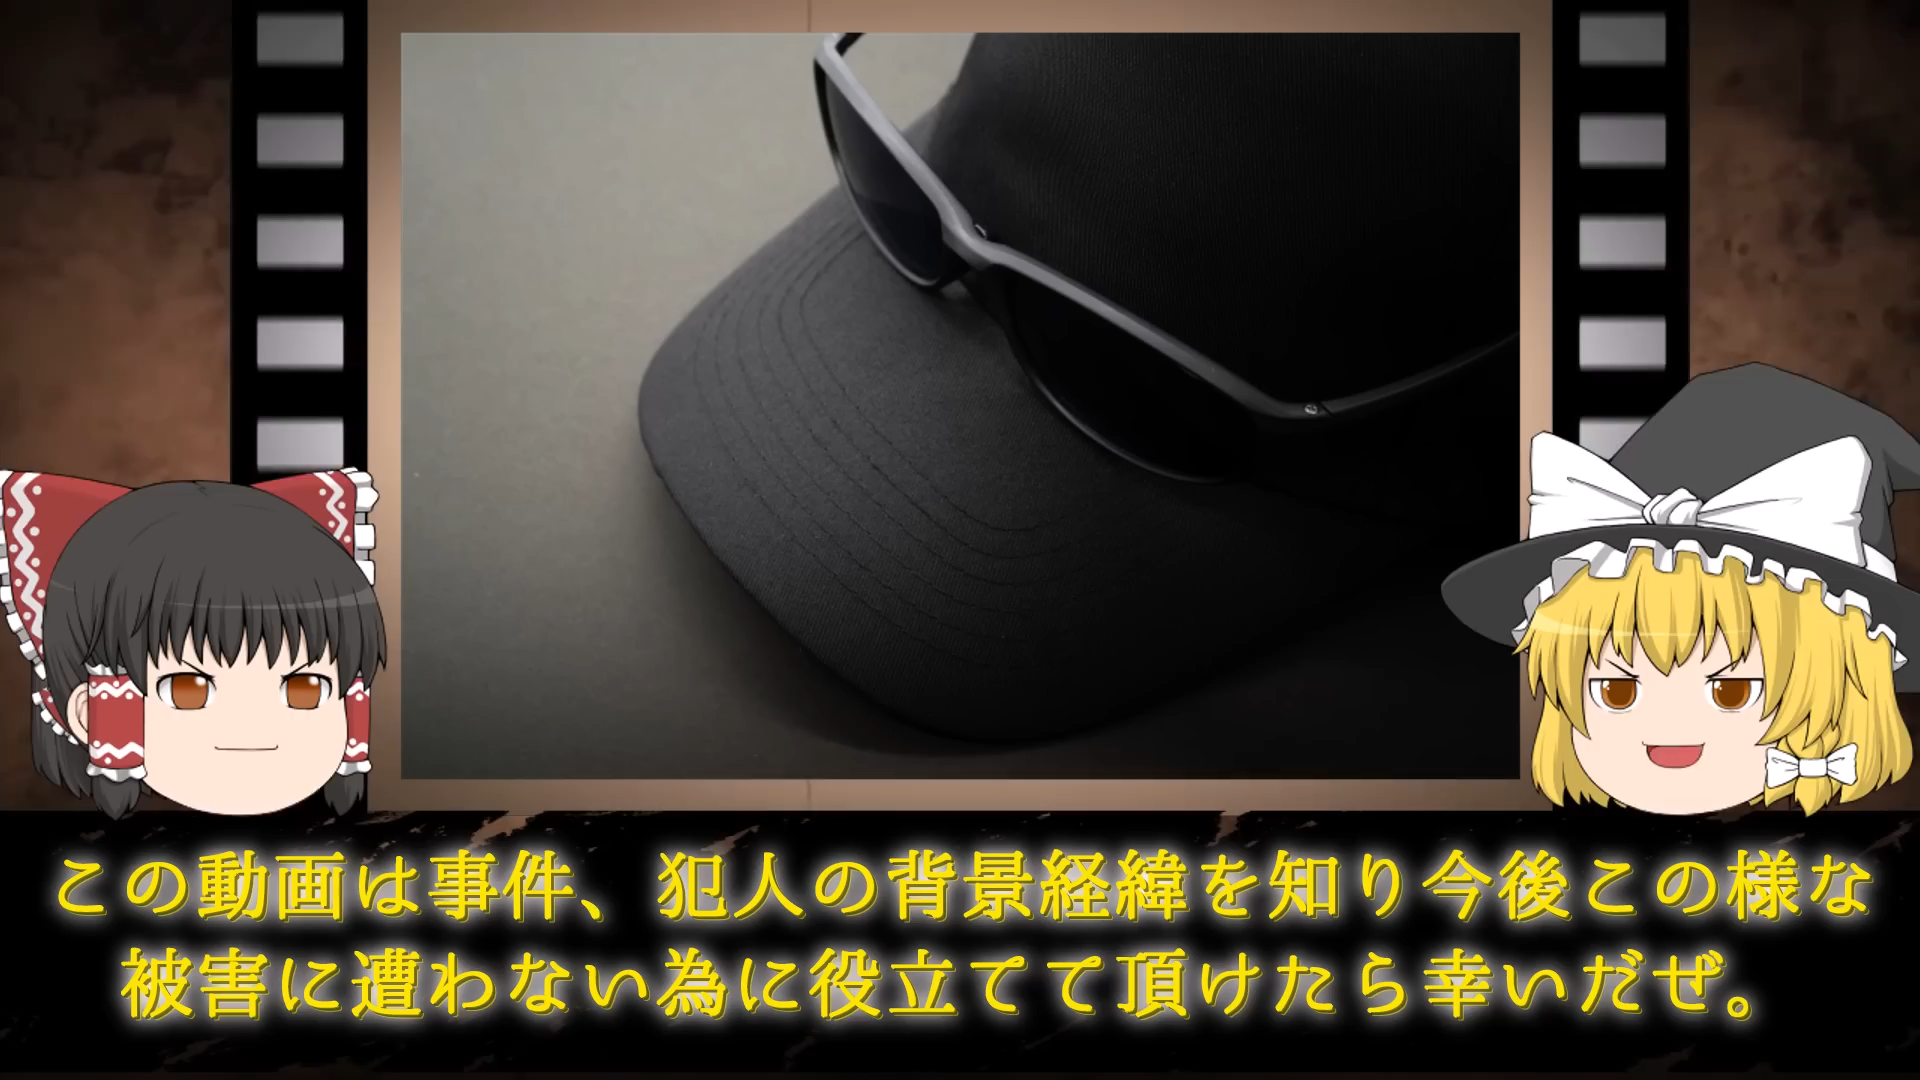 この動画は事件、犯人の背景経緯を知り今後この様な
被害に遭わない為に役立てて頂けたら幸いだぜ。